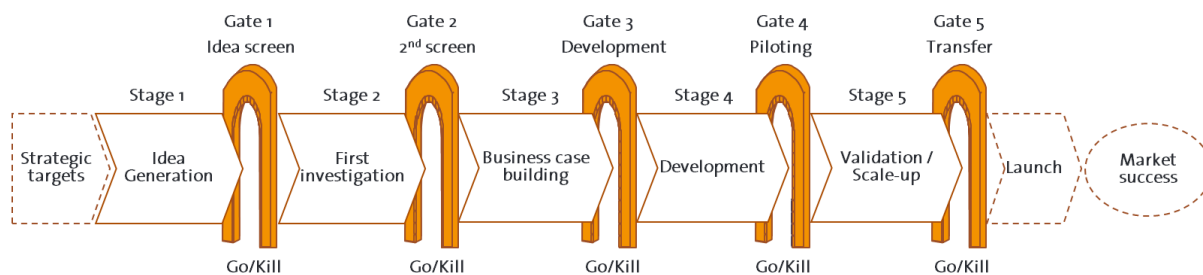 Gate 1
Idea screen
Gate 2
2nd screen
Gate 3
Development
Gate 4
Piloting
Gate 5
Transfer
Stage 1
Stage 2
Stage 3
Stage 4
Stage 5
Strategic
targets
Idea
Generation
First
investigation
Business case
building
Development
Validation /
Scale-up
Launch
Market
success
Go/Kill
Go/Kill
Go/Kill
Go/Kill
Go/Kill